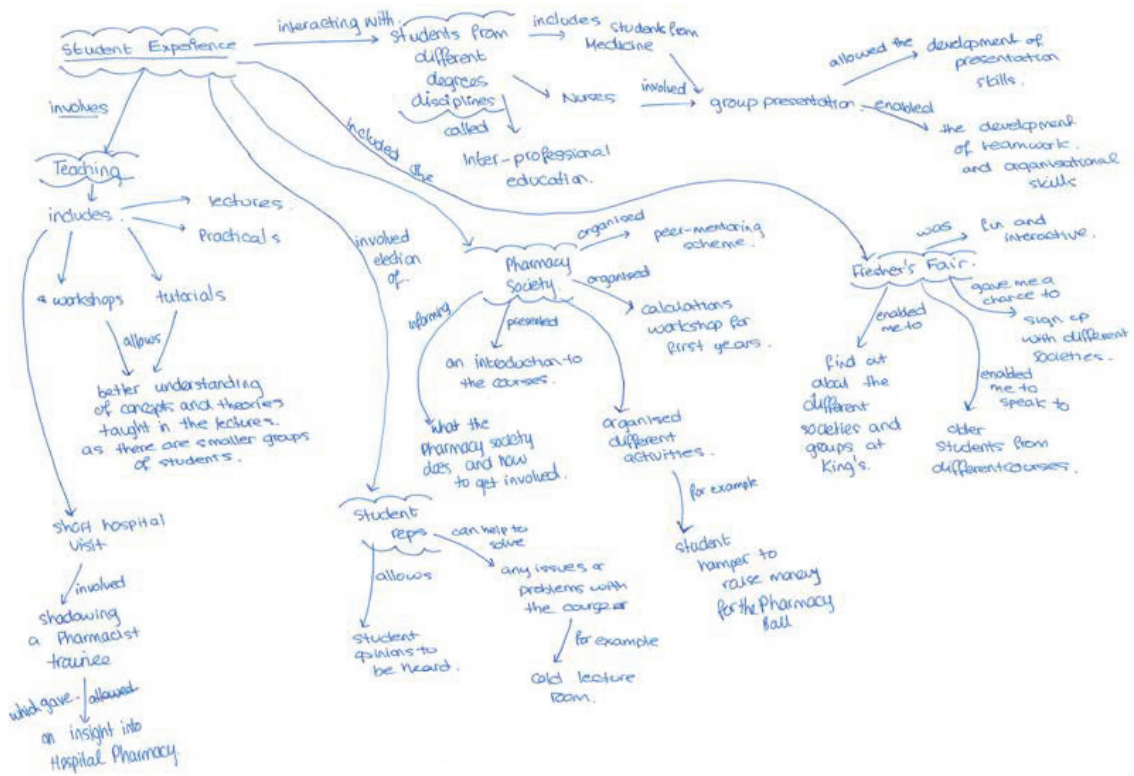 Student Experience
interacting with
students from
different
degrees
disciplines
includes
students from
Medicine
Nurses
involved
group presentation.
allowed the
development of
presentation
skills.
enabled
the development
of teamwork
and organisational
skills
called
Inter-professional
education.
involves
Teaching
includes
lectures.
Practicals
workshops
tutorials
allows
better understanding
of concepts and theories
taught in the lectures.
as there are smaller groups
of students.
short hospital
visit
involved
shadowing
a Pharmacist
trainee
which gave
allowed
an insight into
Hospital Pharmacy.
involved
election
of
Student
reps
allows
student
opinions to
be heard.
can help to
solve
any issues or
problems with
the course
for example
cold lecture
room.
included
the
Pharmacy
Society.
organised
peer-mentoring
scheme.
organised
calculations
workshop for
first years.
informing
what the
Pharmacy society
does, and how
to get involved.
presented
an introduction to
the courses.
organised
different
activities.
for example
student
hamper to
raise money
for the Pharmacy
Ball
Fresher's Fair.
was
fun and
interactive.
gave me a
chance to
sign up
with different
societies.
enabled
me to
find out
about the
different
societies and
groups at
King's.
enabled
me to
speak to
older
students from
different courses.